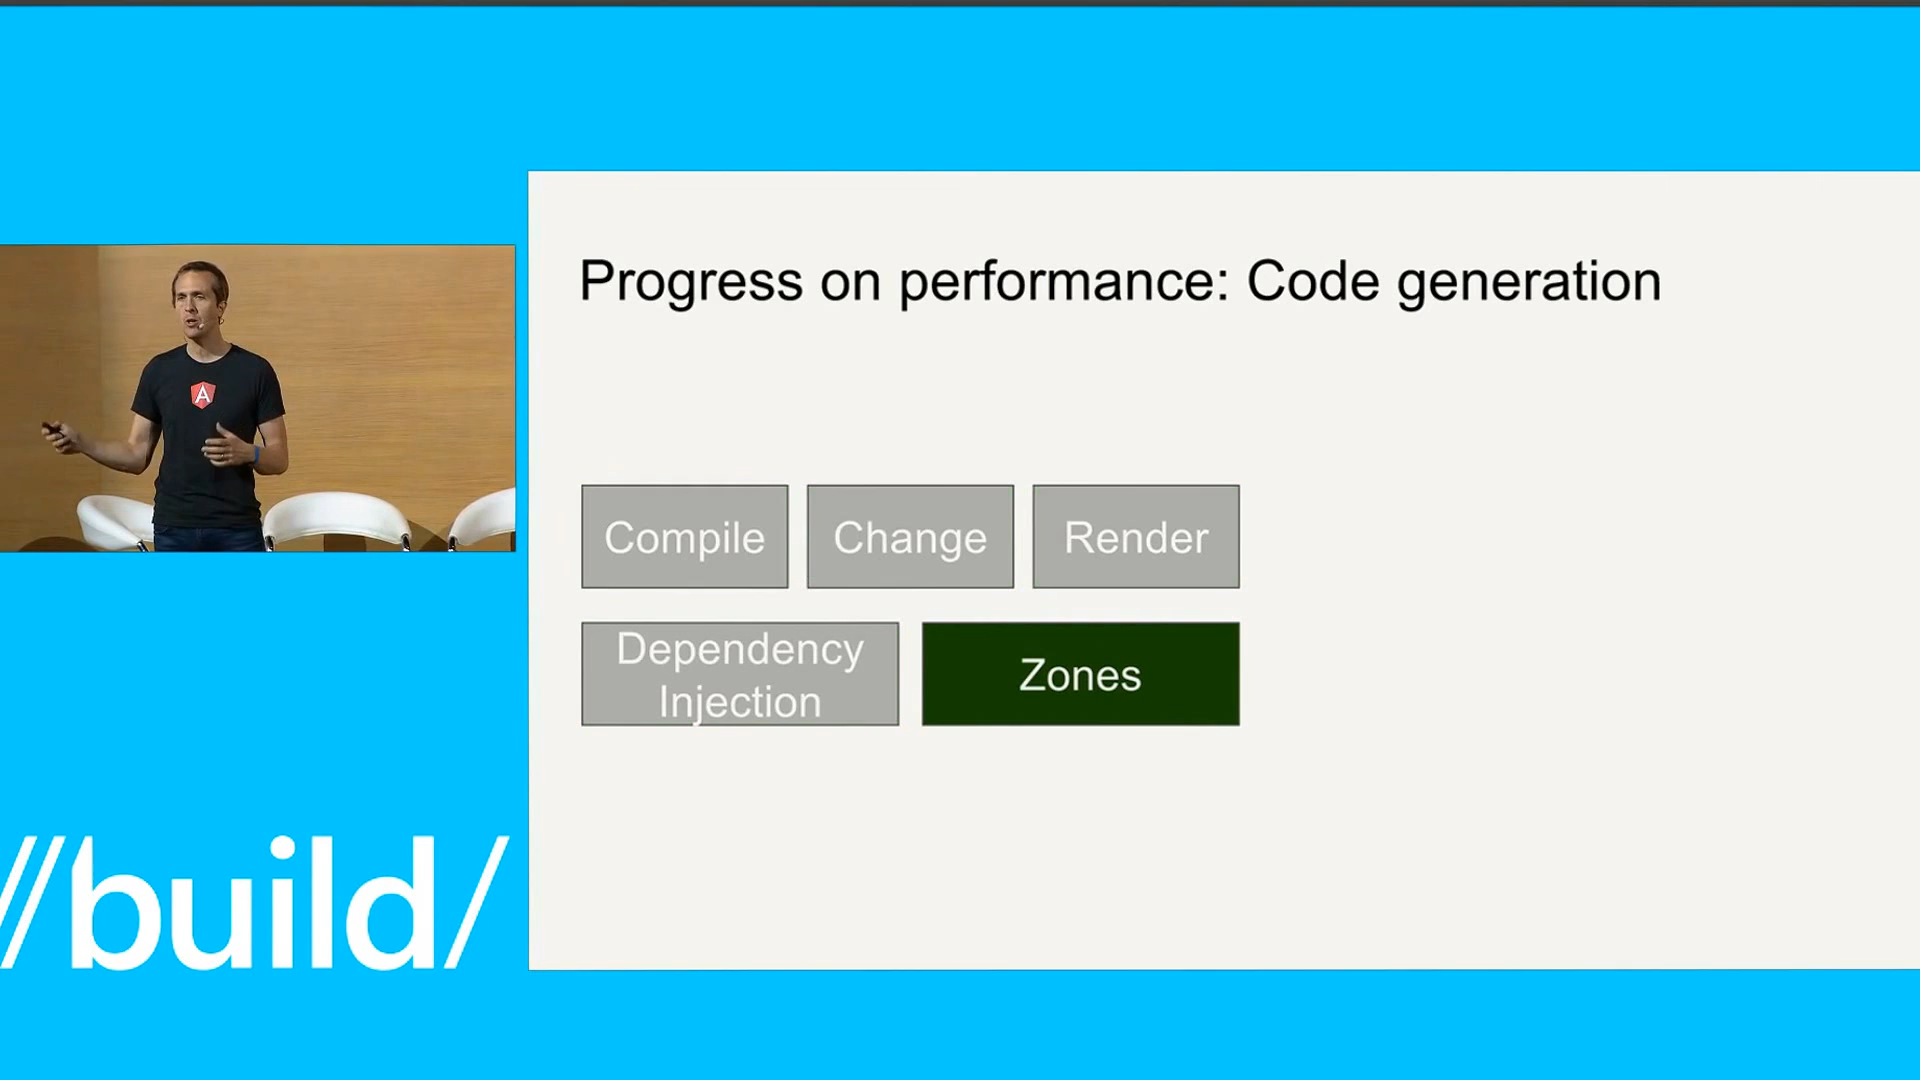 Progress on performance: Code generation
Compile
Change
Render
Dependency
Injection
Zones
A
//build/